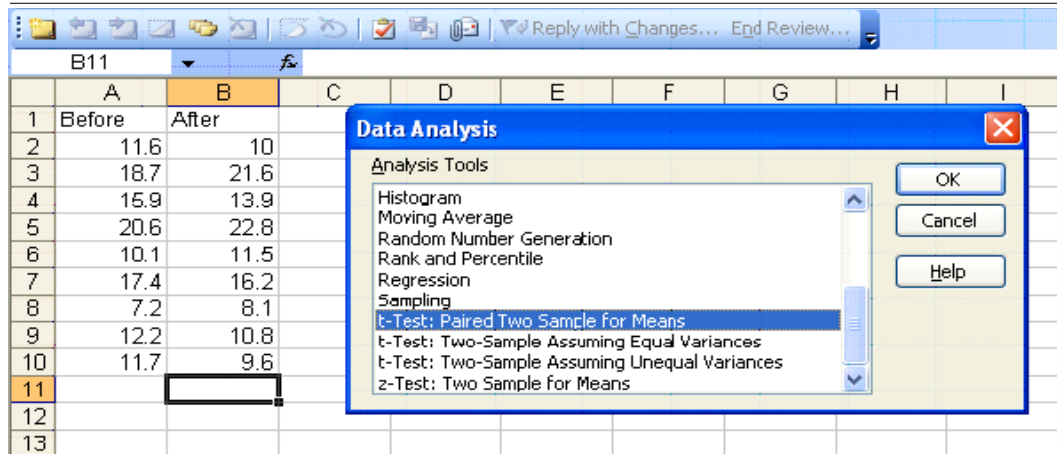 Reply with Changes... End Review...
B11 fx
A B C D E F G H I
1 Before After
2 11.6 10
3 18.7 21.6
4 15.9 13.9
5 20.6 22.8
6 10.1 11.5
7 17.4 16.2
8 7.2 8.1
9 12.2 10.8
10 11.7 9.6
11
12
13
Data Analysis
Analysis Tools
Histogram
Moving Average
Random Number Generation
Rank and Percentile
Regression
Sampling
t-Test: Paired Two Sample for Means
t-Test: Two-Sample Assuming Equal Variances
t-Test: Two-Sample Assuming Unequal Variances
z-Test: Two Sample for Means
OK
Cancel
Help